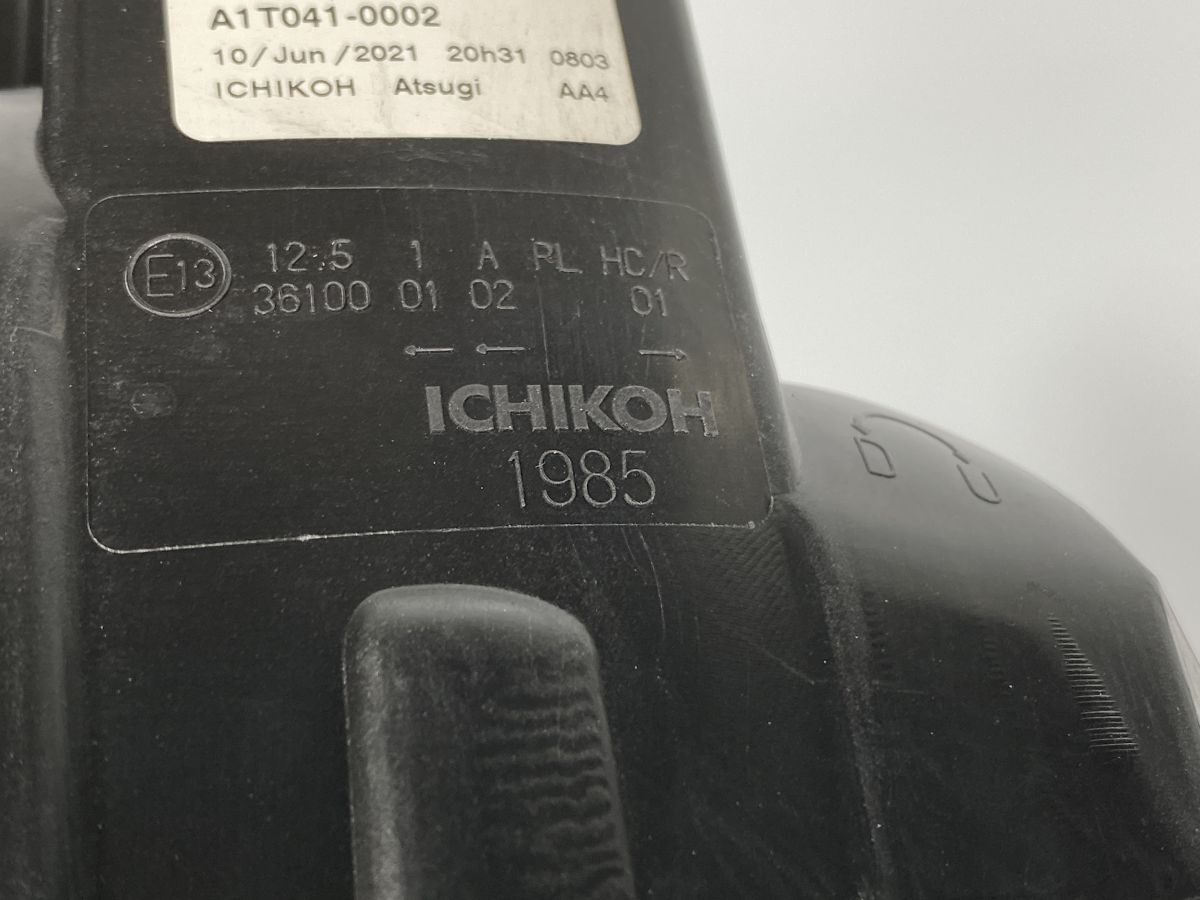 A1T041-0002
10/Jun/2021 20h31 0803
ICHIKOH Atsugi AA4
E13 12.5 1 A PL HC/R
36100 01 02 01
← ← →
ICHIKOH
1985
D C